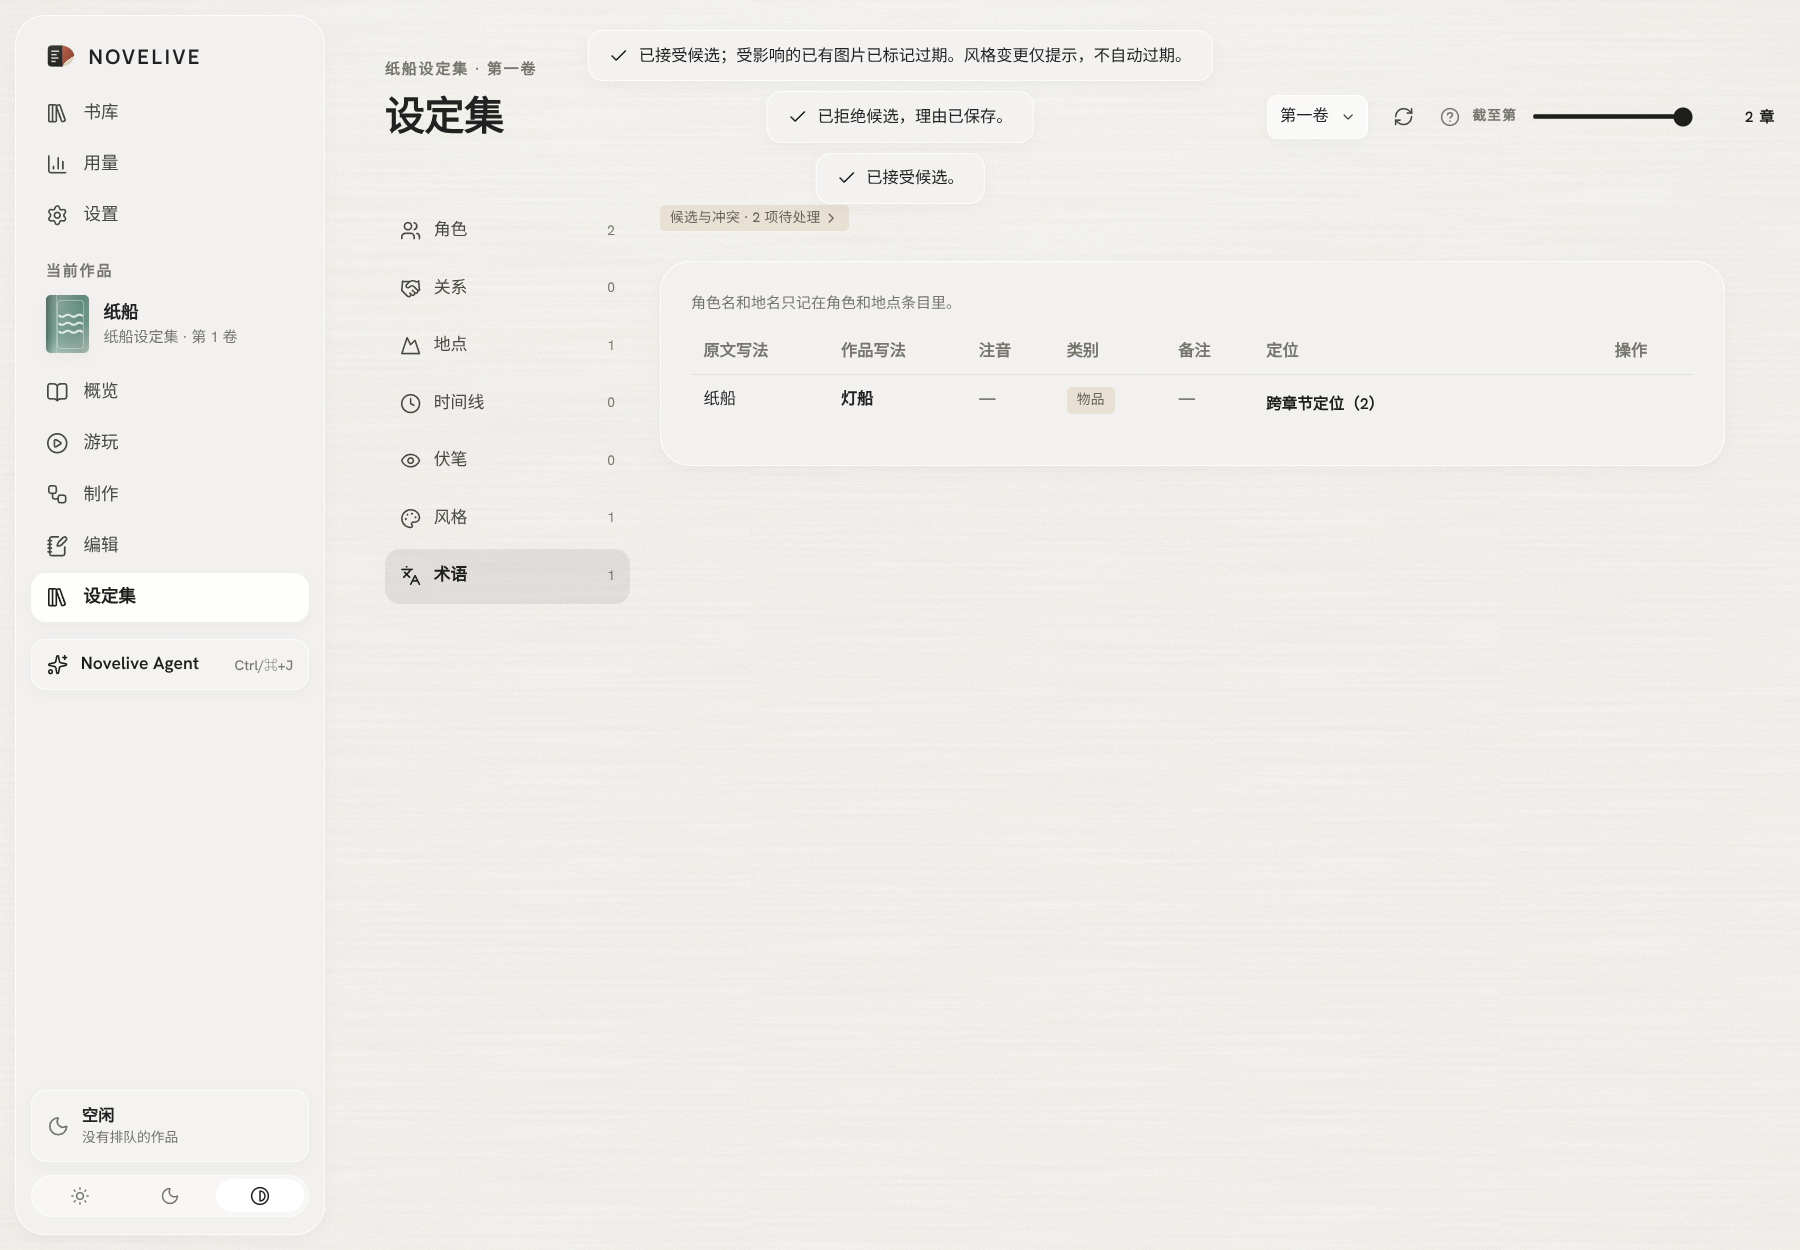 NOVELIVE
书库
用量
设置
当前作品
纸船
纸船设定集 · 第 1 卷
概览
游玩
制作
编辑
设定集
Novelive Agent Ctrl/⌘+J
空闲
没有排队的作品
已接受候选；受影响的已有图片已标记过期。风格变更仅提示，不自动过期。
已拒绝候选，理由已保存。
已接受候选。
纸船设定集 · 第一卷
设定集
第一卷 截至第 2 章
角色 2
关系 0
地点 1
时间线 0
伏笔 0
风格 1
术语 1
候选与冲突 · 2 项待处理
角色名和地名只记在角色和地点条目里。
原文写法 作品写法 注音 类别 备注 定位 操作
纸船 灯船 — 物品 — 跨章节定位（2）